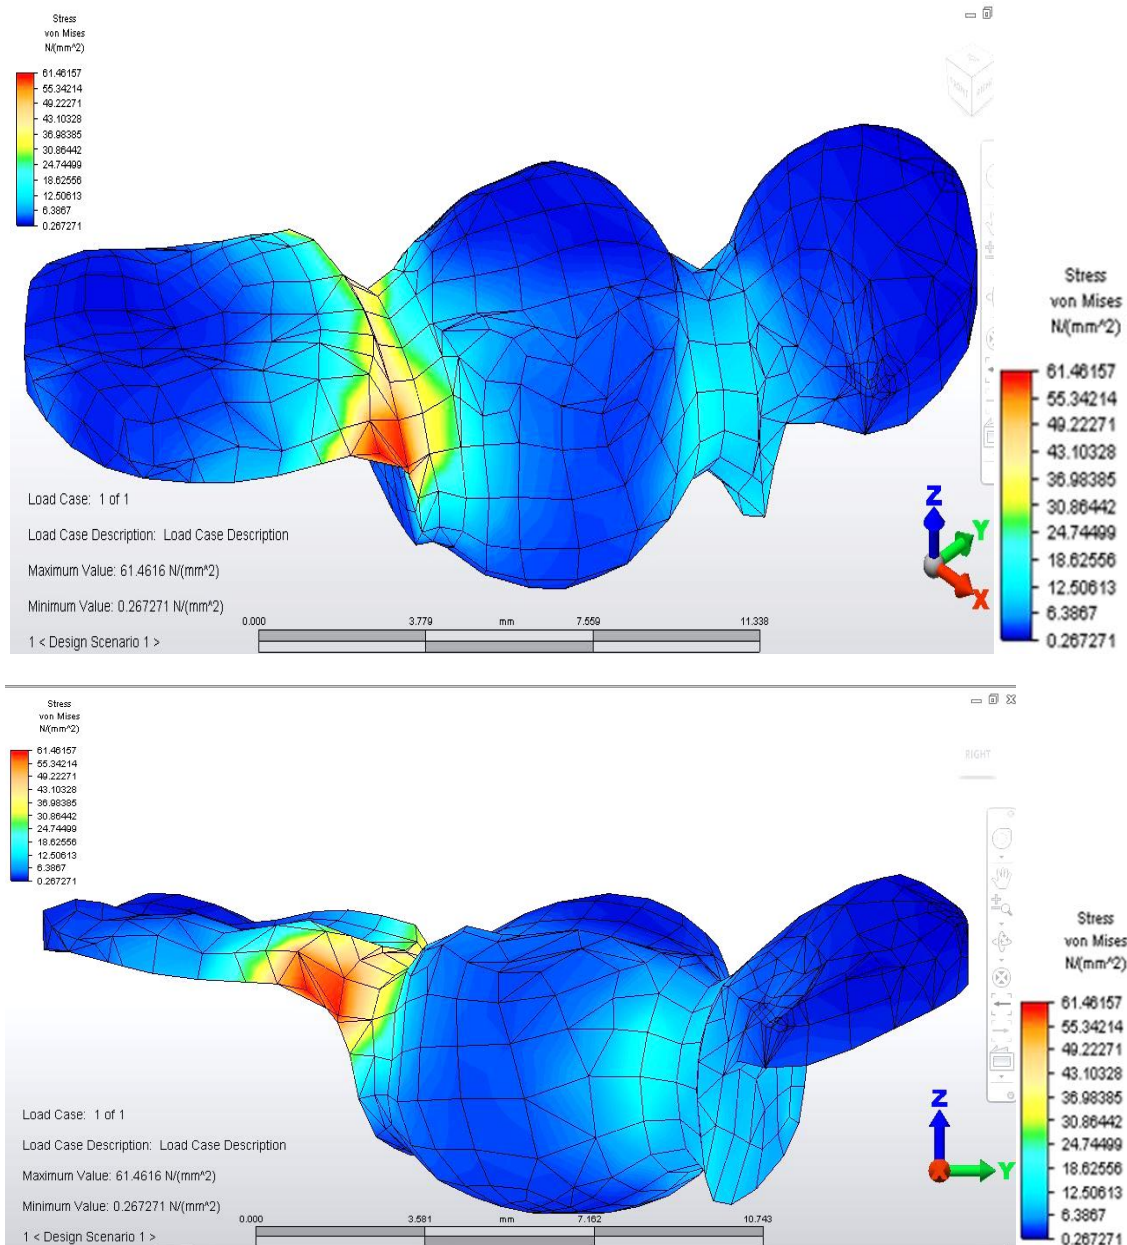 Stress
von Mises
N/(mm^2)
61.46157
55.34214
49.22271
43.10328
36.98385
30.86442
24.74499
18.62556
12.50613
6.3867
0.267271
Stress
von Mises
N/(mm^2)
61.46157
55.34214
49.22271
43.10328
36.98385
30.86442
24.74499
18.62556
12.50613
6.3867
0.267271
Load Case: 1 of 1
Load Case Description: Load Case Description
Maximum Value: 61.4616 N/(mm^2)
Minimum Value: 0.267271 N/(mm^2)
1 < Design Scenario 1 >
0.000 3.779 mm 7.559 11.338
Z
Y
X
Stress
von Mises
N/(mm^2)
61.46157
55.34214
49.22271
43.10328
36.98385
30.86442
24.74499
18.62556
12.50613
6.3867
0.267271
RIGHT
Stress
von Mises
N/(mm^2)
61.46157
55.34214
49.22271
43.10328
36.98385
30.86442
24.74499
18.62556
12.50613
6.3867
0.267271
Load Case: 1 of 1
Load Case Description: Load Case Description
Maximum Value: 61.4616 N/(mm^2)
Minimum Value: 0.267271 N/(mm^2)
1 < Design Scenario 1 >
0.000 3.581 mm 7.162 10.743
Z
Y